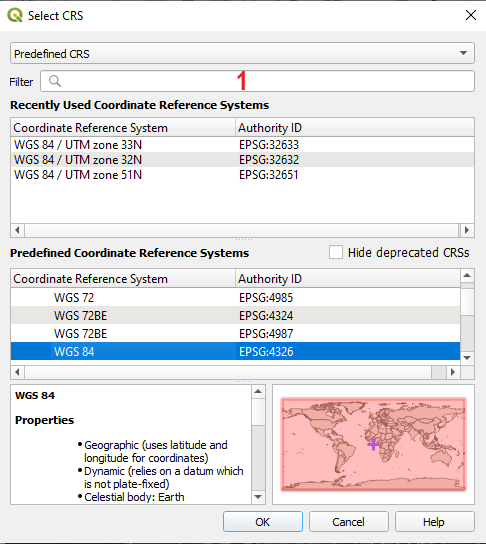 Select CRS
Predefined CRS
Filter
1
Recently Used Coordinate Reference Systems
Coordinate Reference System Authority ID
WGS 84 / UTM zone 33N EPSG:32633
WGS 84 / UTM zone 32N EPSG:32632
WGS 84 / UTM zone 51N EPSG:32651
Predefined Coordinate Reference Systems Hide deprecated CRSs
Coordinate Reference System Authority ID
WGS 72 EPSG:4985
WGS 72BE EPSG:4324
WGS 72BE EPSG:4987
WGS 84 EPSG:4326
WGS 84
Properties
• Geographic (uses latitude and
longitude for coordinates)
• Dynamic (relies on a datum which
is not plate-fixed)
• Celestial body: Earth
OK Cancel Help